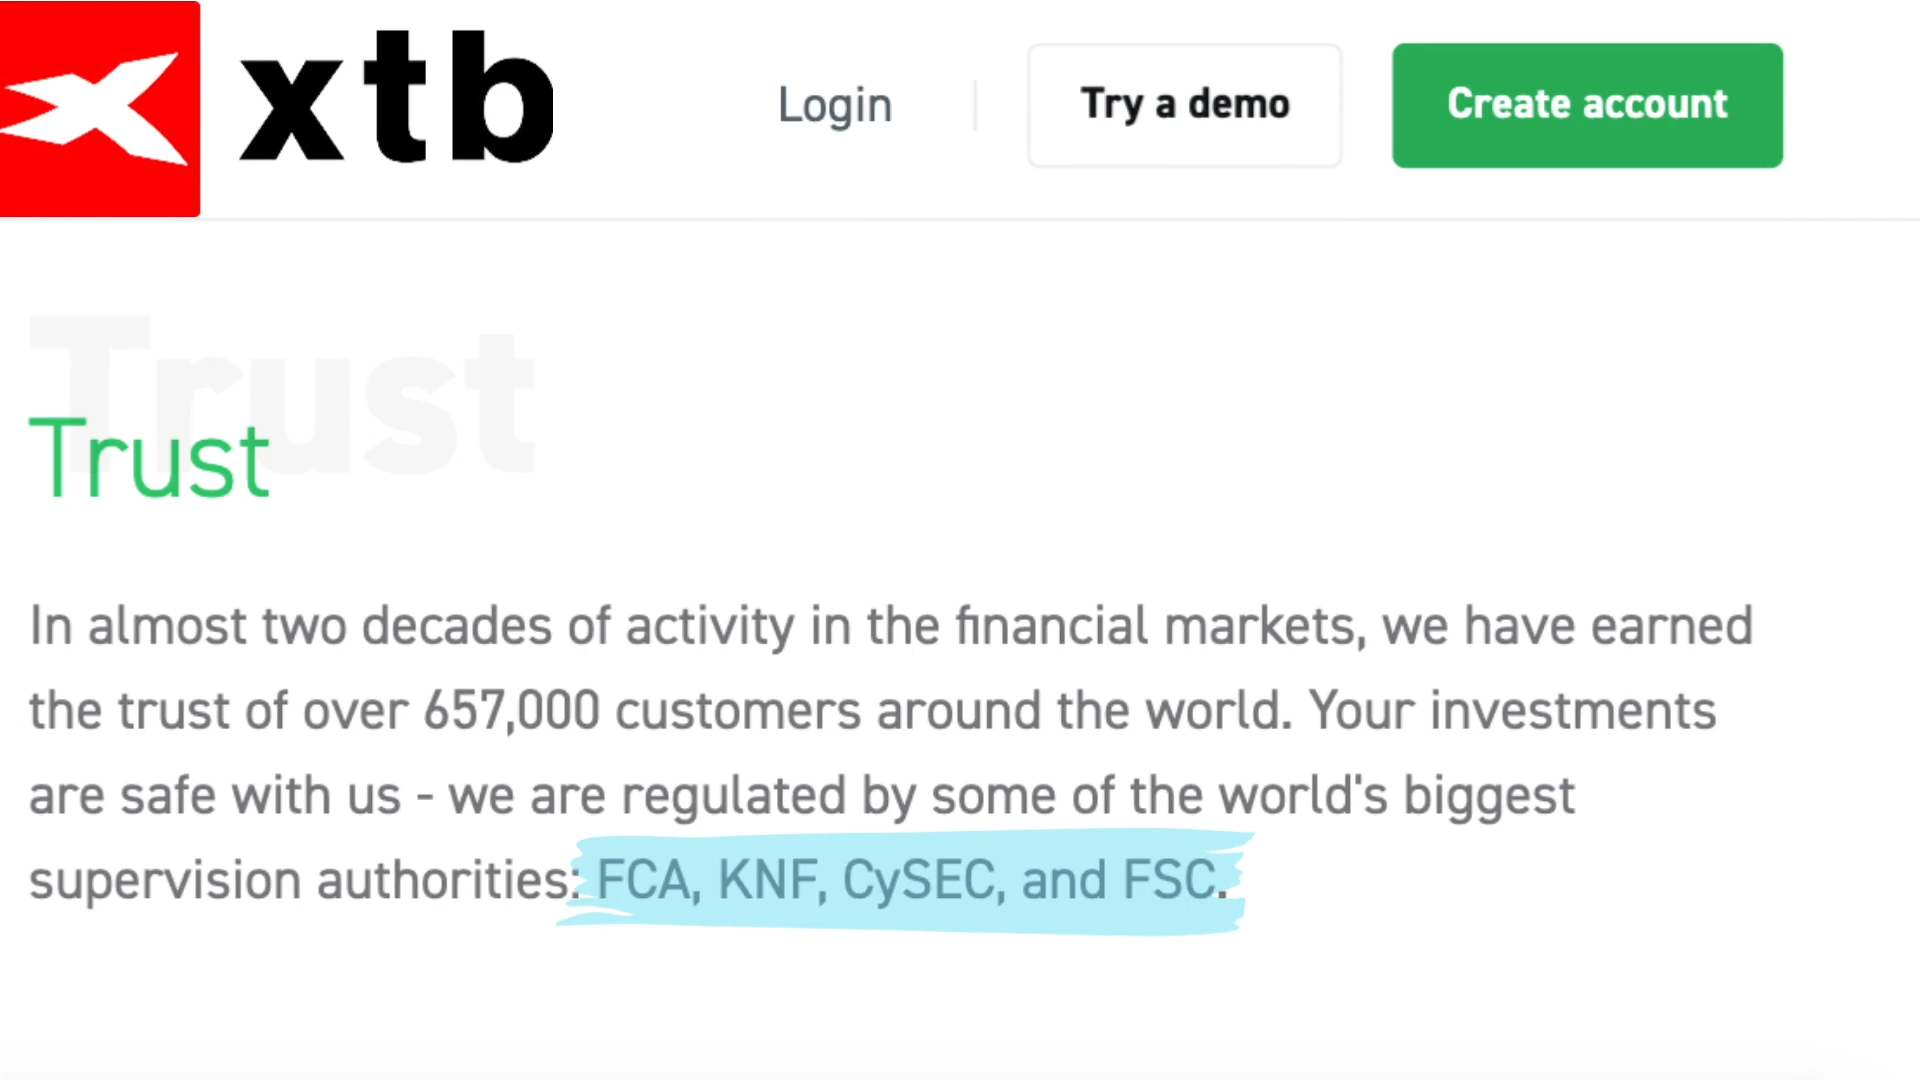 xtb
Login
Try a demo
Create account
Trust
Trust
In almost two decades of activity in the financial markets, we have earned
the trust of over 657,000 customers around the world. Your investments
are safe with us - we are regulated by some of the world's biggest
supervision authorities: FCA, KNF, CySEC, and FSC.